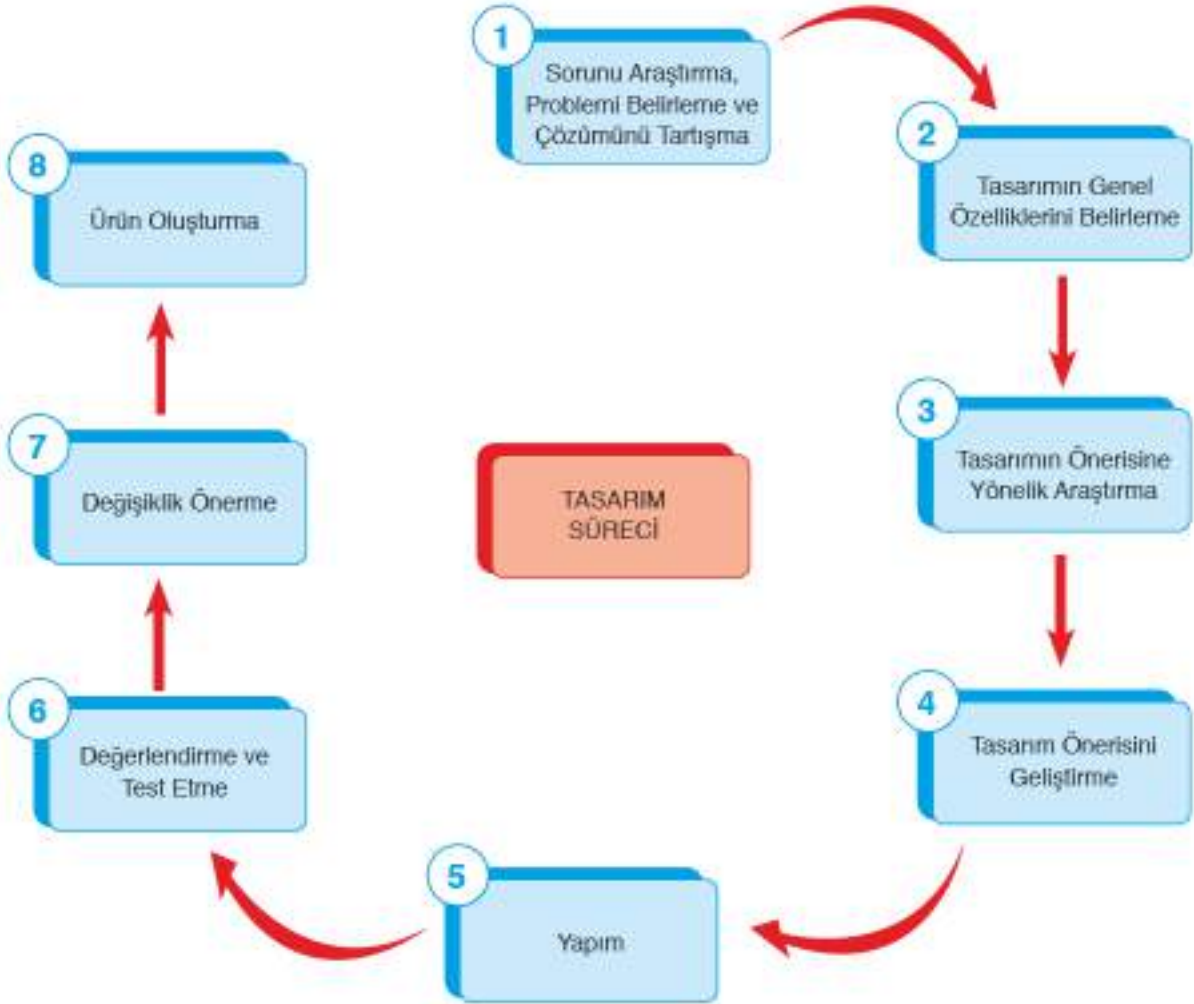 1
Sorunu Araştırma,
Problemi Belirleme ve
Çözümünü Tartışma
2
Tasarımın Genel
Özelliklerini Belirleme
3
Tasarımın Önerisine
Yönelik Araştırma
4
Tasarım Önerisini
Geliştirme
5
Yapım
6
Değerlendirme ve
Test Etme
7
Değişiklik Önerme
8
Ürün Oluşturma
TASARIM
SÜRECİ